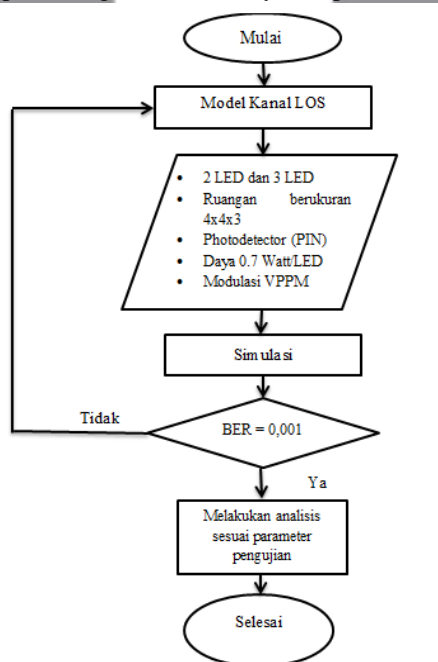 Mulai
Model Kanal LOS
• 2 LED dan 3 LED
• Ruangan berukuran
4x4x3
• Photodetector (PIN)
• Daya 0.7 Watt/LED
• Modulasi VPPM
Simulasi
Tidak
BER = 0,001
Ya
Melakukan analisis
sesuai parameter
pengujian
Selesai